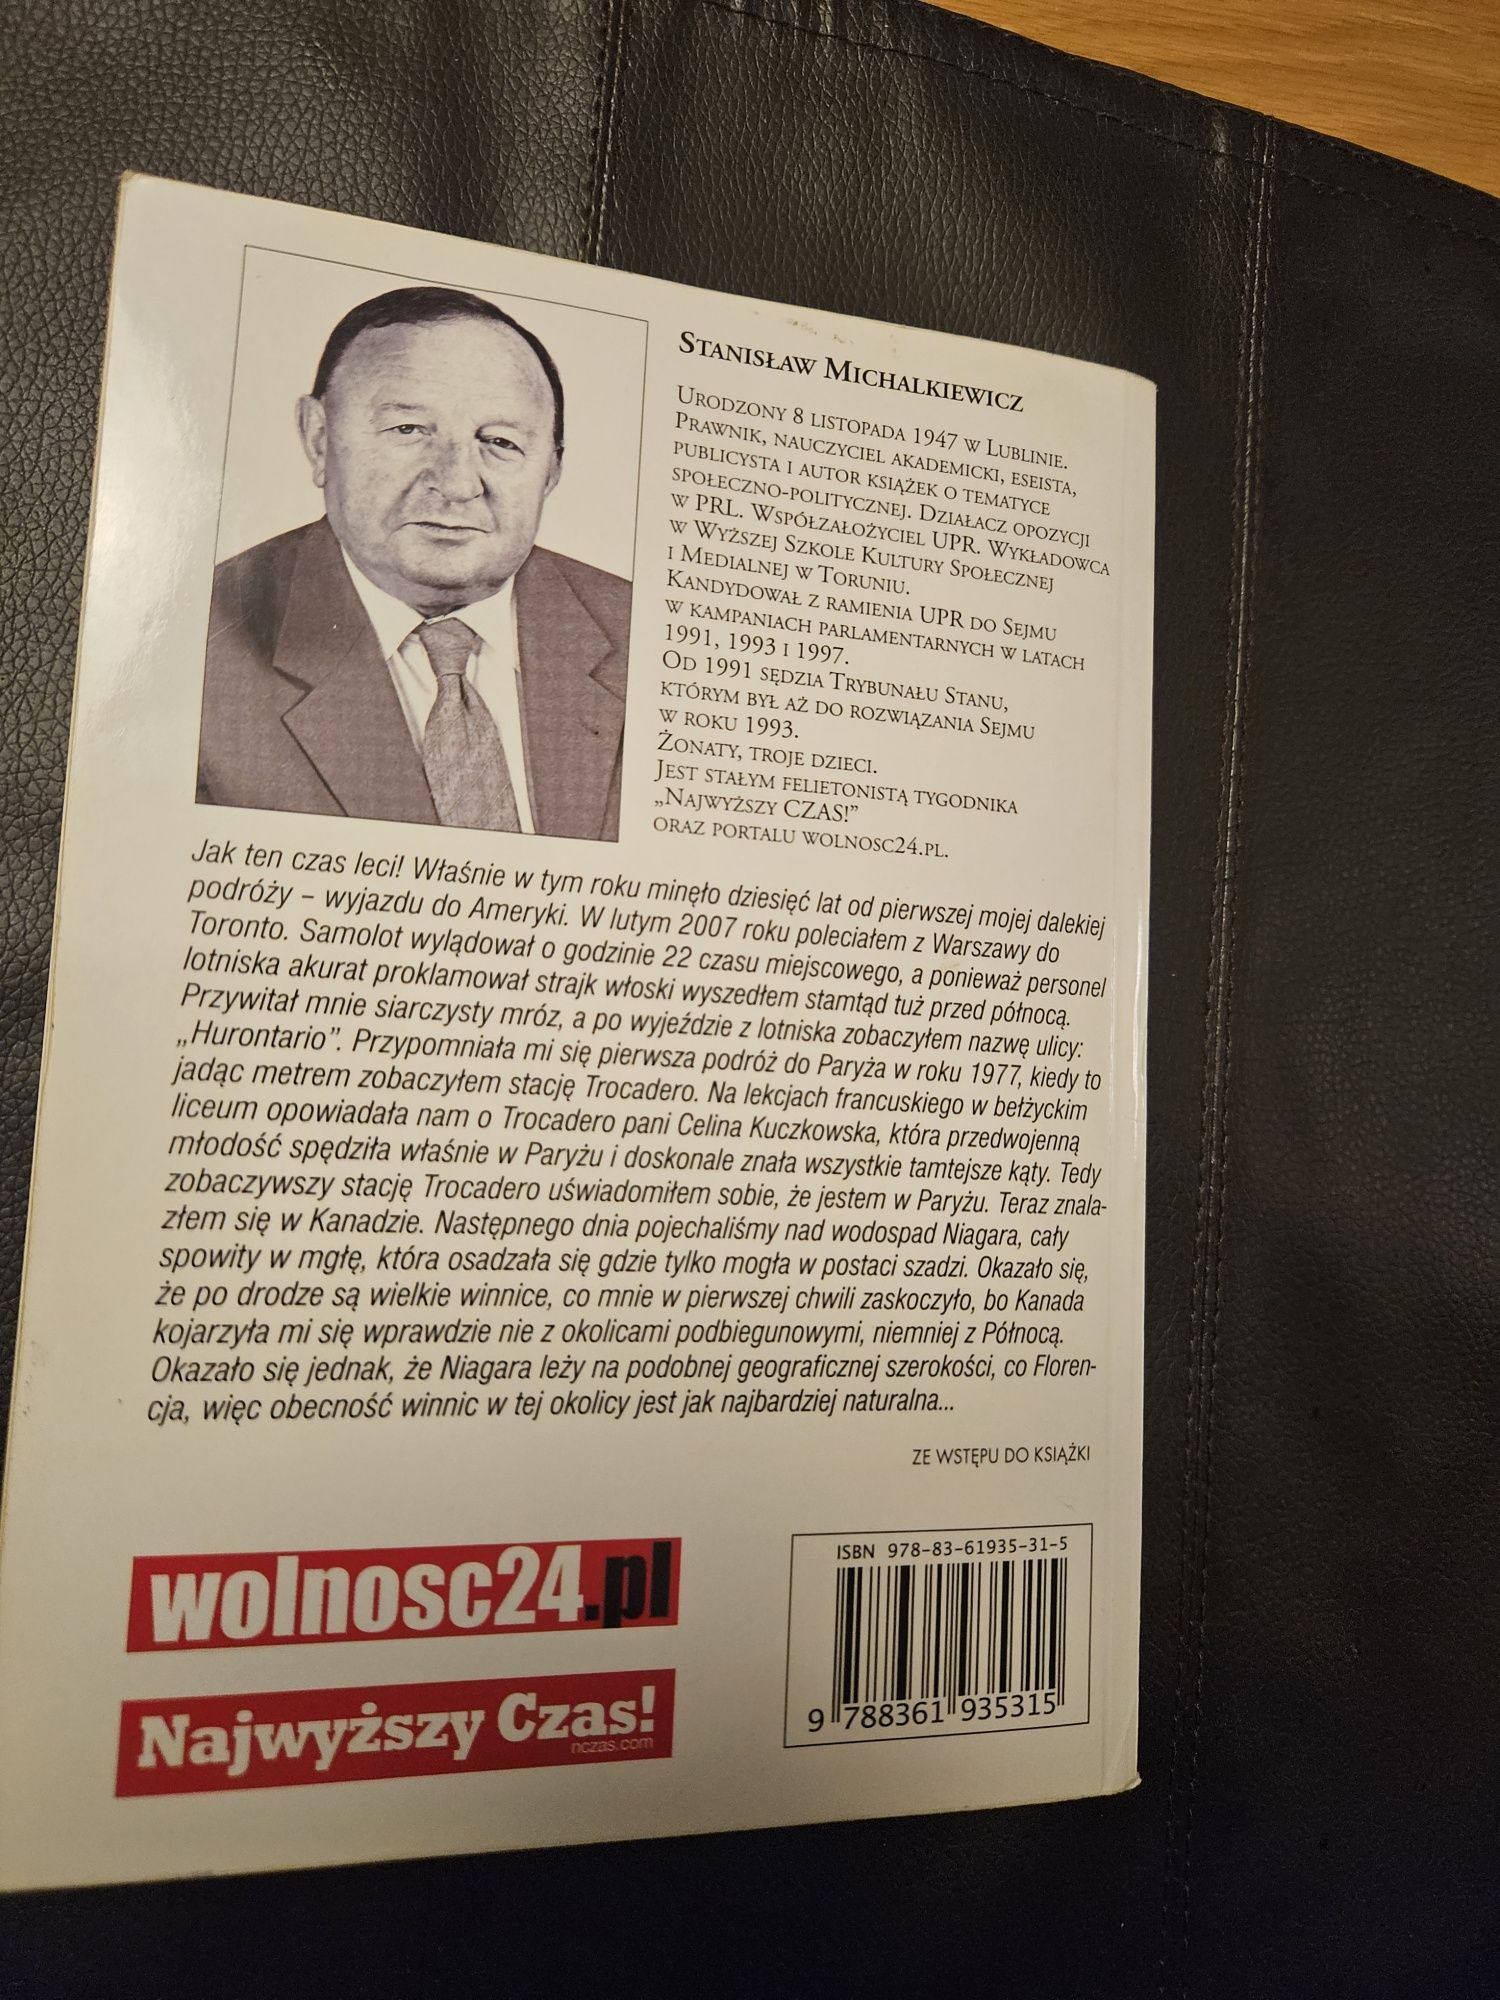 Stanisław Michalkiewicz
Urodzony 8 listopada 1947 w Lublinie.
Prawnik, nauczyciel akademicki, eseista,
publicysta i autor książek o tematyce
społeczno-politycznej. Działacz opozycji
w PRL. Współzałożyciel UPR. Wykładowca
w Wyższej Szkole Kultury Społecznej
i Medialnej w Toruniu.
Kandydował z ramienia UPR do Sejmu
w kampaniach parlamentarnych w latach
1991, 1993 i 1997.
Od 1991 sędzia Trybunału Stanu,
którym był aż do rozwiązania Sejmu
w roku 1993.
Żonaty, troje dzieci.
Jest stałym felietonistą tygodnika
„Najwyższy CZAS!”
oraz portalu wolnosc24.pl.
Jak ten czas leci! Właśnie w tym roku minęło dziesięć lat od pierwszej mojej dalekiej
podróży – wyjazdu do Ameryki. W lutym 2007 roku poleciałem z Warszawy do
Toronto. Samolot wylądował o godzinie 22 czasu miejscowego, a ponieważ personel
lotniska akurat proklamował strajk włoski wyszedłem stamtąd tuż przed północą.
Przywitał mnie siarczysty mróz, a po wyjeździe z lotniska zobaczyłem nazwę ulicy:
„Hurontario”. Przypomniała mi się pierwsza podróż do Paryża w roku 1977, kiedy to
jadąc metrem zobaczyłem stację Trocadero. Na lekcjach francuskiego w bełżyckim
liceum opowiadała nam o Trocadero pani Celina Kuczkowska, która przedwojenną
młodość spędziła właśnie w Paryżu i doskonale znała wszystkie tamtejsze kąty. Tedy
zobaczywszy stację Trocadero uświadomiłem sobie, że jestem w Paryżu. Teraz znala-
złem się w Kanadzie. Następnego dnia pojechaliśmy nad wodospad Niagara, cały
spowity w mgłę, która osadzała się gdzie tylko mogła w postaci szadzi. Okazało się,
że po drodze są wielkie winnice, co mnie w pierwszej chwili zaskoczyło, bo Kanada
kojarzyła mi się wprawdzie nie z okolicami podbiegunowymi, niemniej z Północą.
Okazało się jednak, że Niagara leży na podobnej geograficznej szerokości, co Floren-
cja, więc obecność winnic w tej okolicy jest jak najbardziej naturalna...
ZE WSTĘPU DO KSIĄŻKI
wolnosc24.pl
Najwyższy Czas!
nczas.com
ISBN 978-83-61935-31-5
9 788361 935315